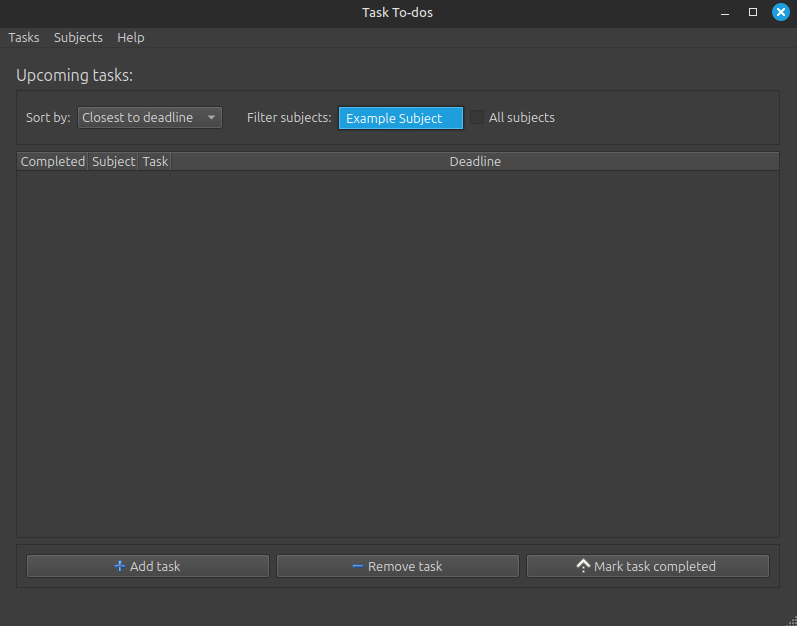 Task To-dos
Tasks Subjects Help
Upcoming tasks:
Sort by: Closest to deadline Filter subjects: Example Subject All subjects
Completed Subject Task Deadline
Add task Remove task Mark task completed